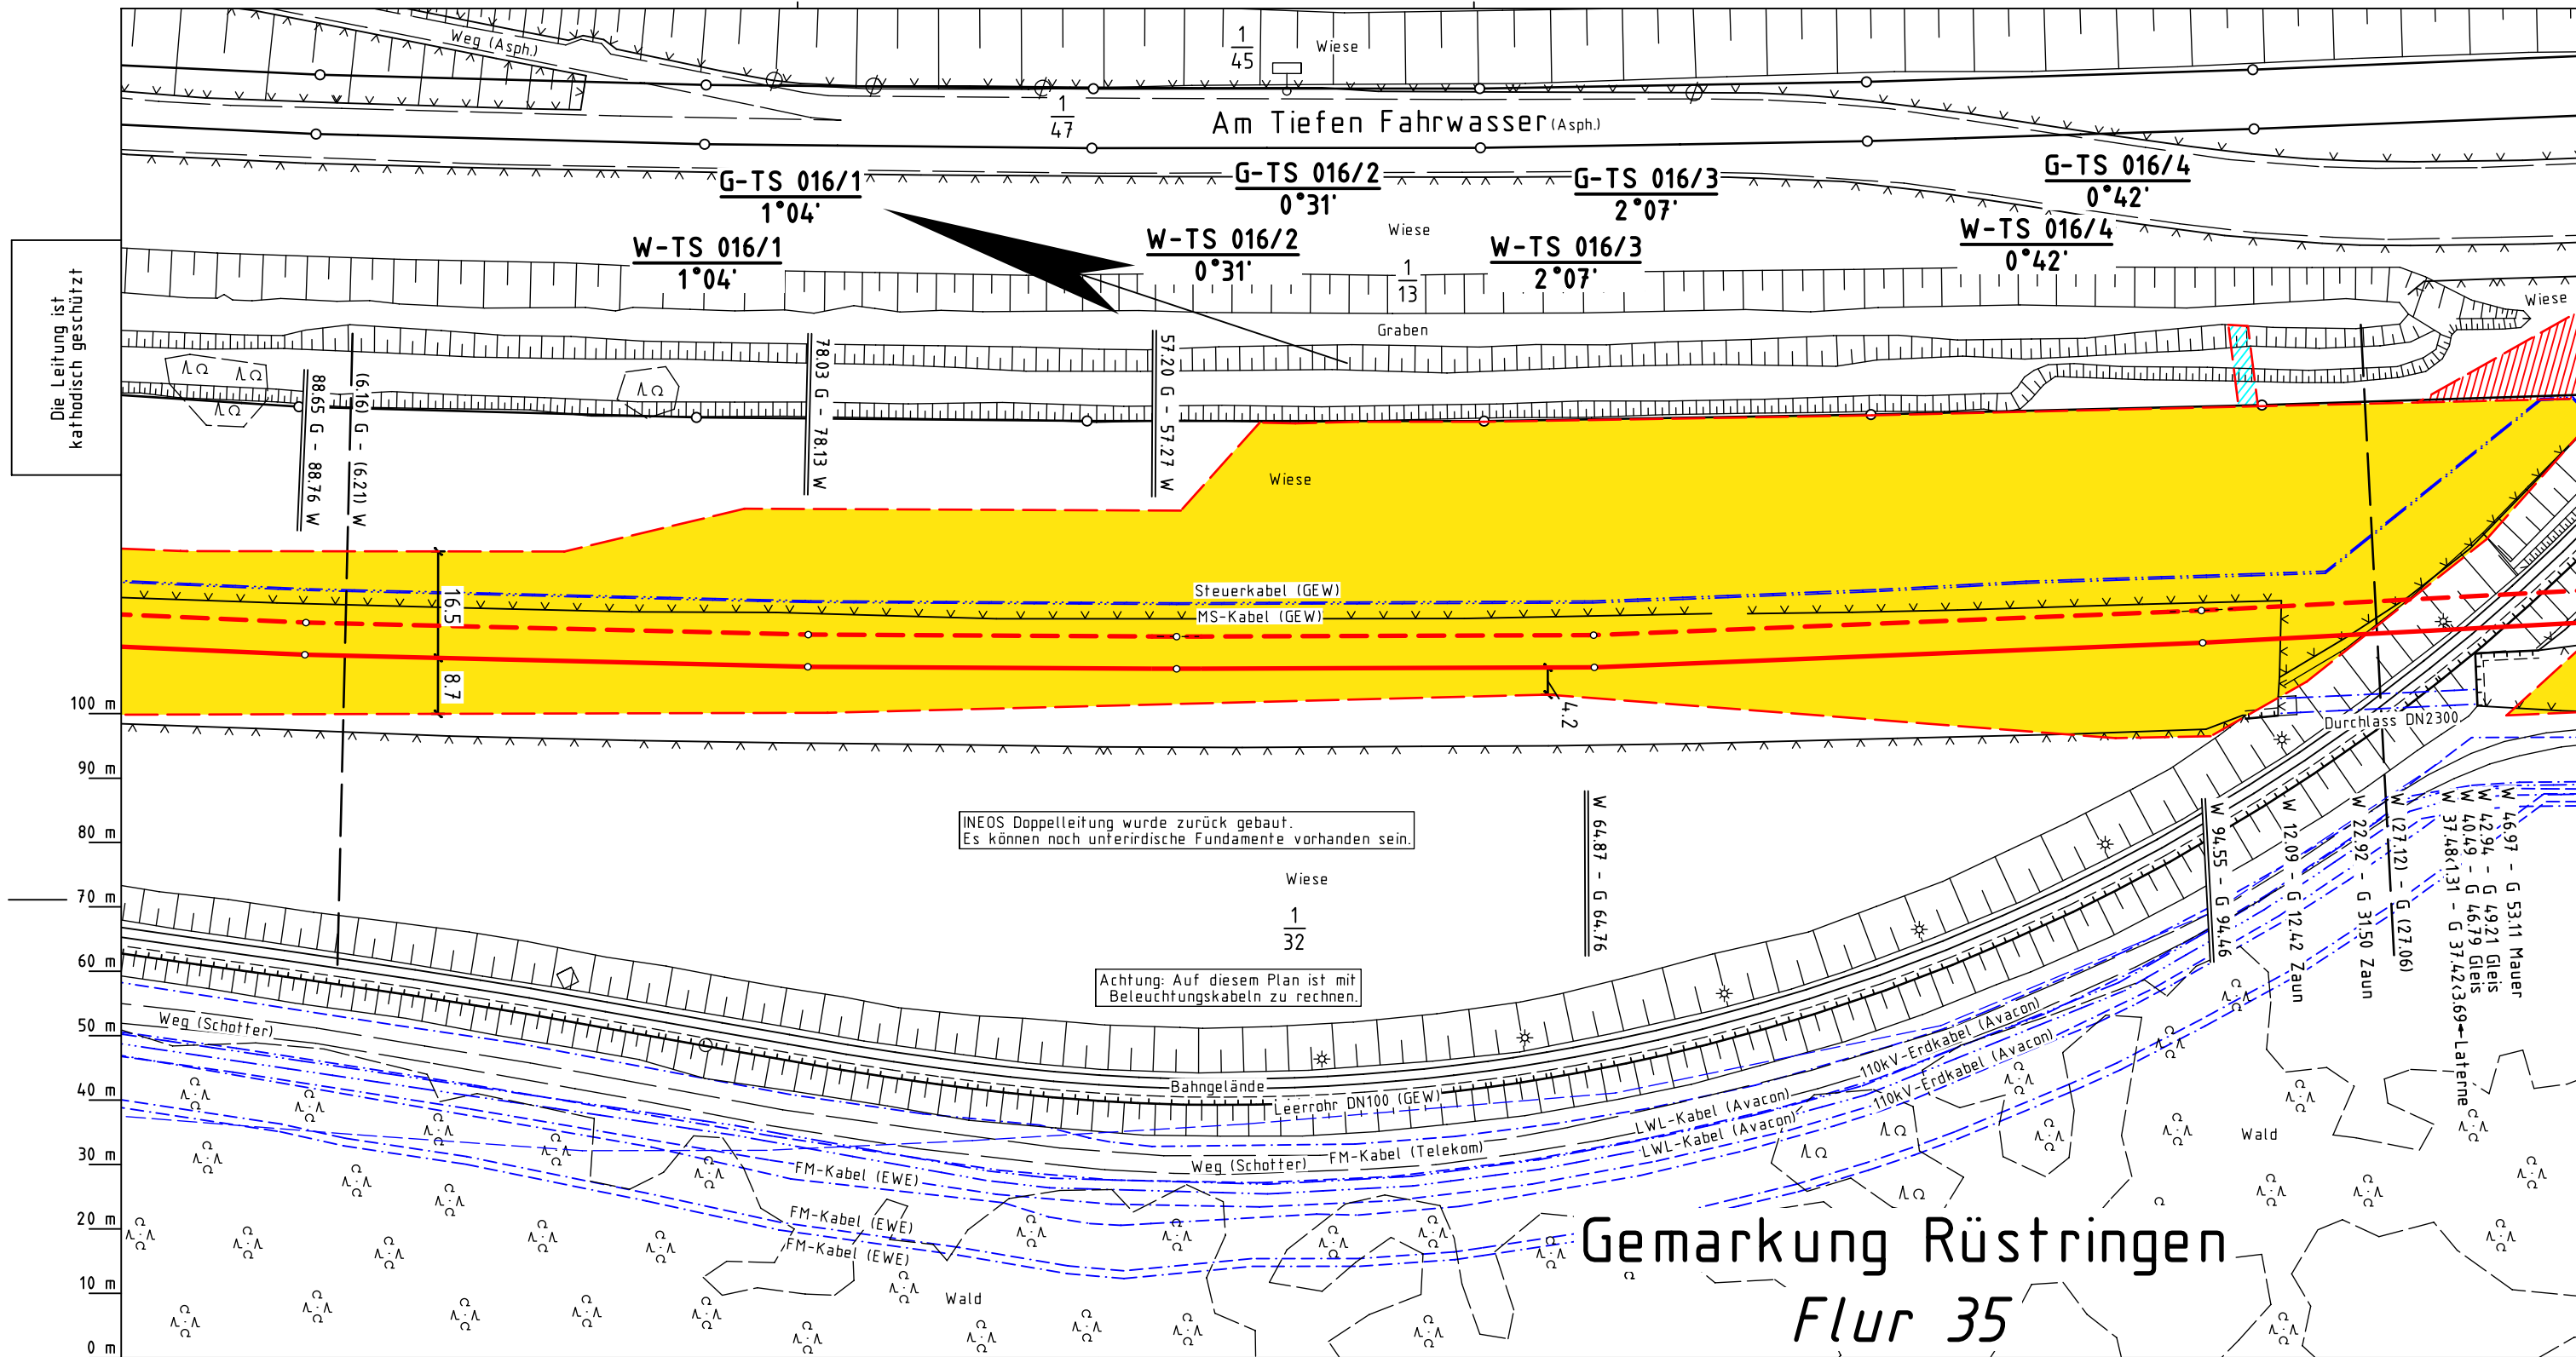 Weg (Asph.)
1
45
Wiese
1
47
Am Tiefen Fahrwasser (Asph.)
G-TS 016/1
1°04'
G-TS 016/2
0°31'
G-TS 016/3
2°07'
G-TS 016/4
0°42'
W-TS 016/1
1°04'
W-TS 016/2
0°31'
Wiese
W-TS 016/3
2°07'
W-TS 016/4
0°42'
1
13
Die Leitung ist
kathodisch geschützt
Graben
Wiese
88.65 G - 88.76 W
(6.16) G - (6.21) W
78.03 G - 78.13 W
57.20 G - 57.27 W
Wiese
16.5
8.7
Steuerkabel (GEW)
MS-Kabel (GEW)
4.2
Durchlass DN2300
100 m
90 m
80 m
70 m
60 m
50 m
40 m
30 m
20 m
10 m
0 m
INEOS Doppelleitung wurde zurück gebaut.
Es können noch unterirdische Fundamente vorhanden sein.
Wiese
1
32
Achtung: Auf diesem Plan ist mit
Beleuchtungskabeln zu rechnen.
W 64.87 - G 64.76
W 94.55 - G 94.46
W 12.09 - G 12.42 Zaun
W 22.92 - G 31.50 Zaun
W (27.12) - G (27.06)
W 37.48<1.31 - G 37.42<3.69 Laterne
W 40.49 - G 46.79 Gleis
W 42.94 - G 49.21 Gleis
W 46.97 - G 53.11 Mauer
Weg (Schotter)
Bahngelände
Leerrohr DN100 (GEW)
110kV-Erdkabel (Avacon)
110kV-Erdkabel (Avacon)
LWL-Kabel (Avacon)
LWL-Kabel (Avacon)
FM-Kabel (Telekom)
Weg (Schotter)
FM-Kabel (EWE)
FM-Kabel (EWE)
FM-Kabel (EWE)
Wald
Wald
Gemarkung Rüstringen
Flur 35